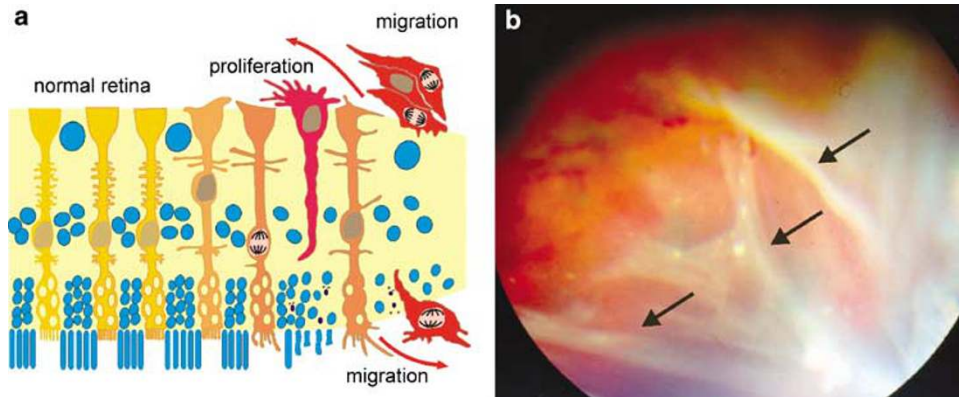 a
migration
normal retina
proliferation
migration
b